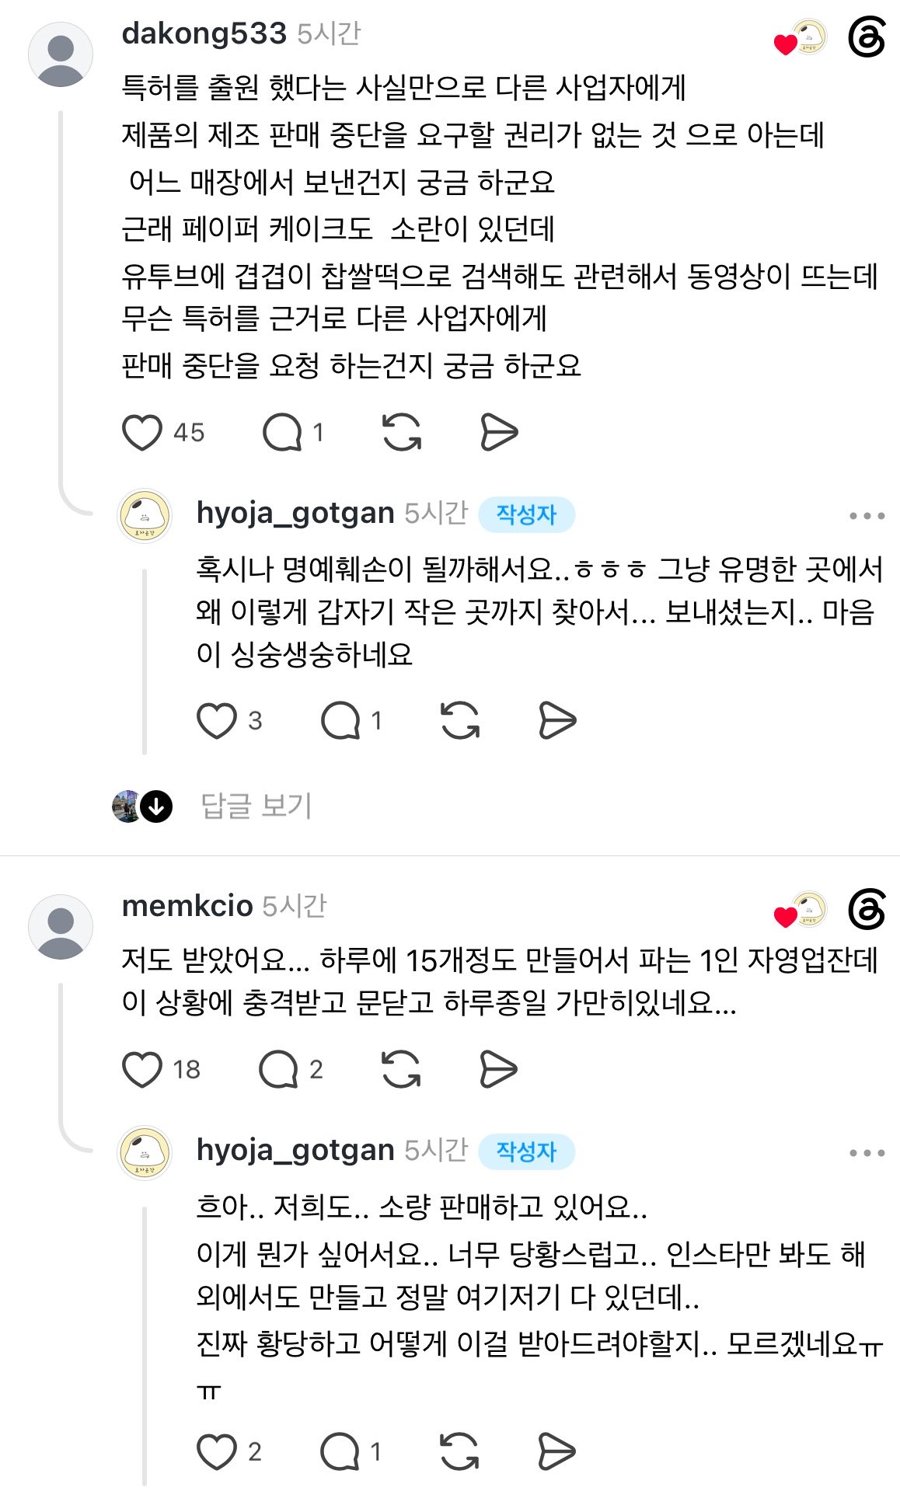 dakong533 5시간
특허를 출원 했다는 사실만으로 다른 사업자에게
제품의 제조 판매 중단을 요구할 권리가 없는 것 으로 아는데
어느 매장에서 보낸건지 궁금 하군요
근래 페이퍼 케이크도 소란이 있던데
유투브에 겹겹이 찹쌀떡으로 검색해도 관련해서 동영상이 뜨는데
무슨 특허를 근거로 다른 사업자에게
판매 중단을 요청 하는건지 궁금 하군요
45 1
hyoja_gotgan 5시간 작성자
혹시나 명예훼손이 될까해서요..ㅎㅎㅎ 그냥 유명한 곳에서
왜 이렇게 갑자기 작은 곳까지 찾아서... 보내셨는지.. 마음
이 싱숭생숭하네요
3 1
답글 보기
memkcio 5시간
저도 받았어요... 하루에 15개정도 만들어서 파는 1인 자영업잔데
이 상황에 충격받고 문닫고 하루종일 가만히있네요...
18 2
hyoja_gotgan 5시간 작성자
흐아.. 저희도.. 소량 판매하고 있어요..
이게 뭔가 싶어서요.. 너무 당황스럽고.. 인스타만 봐도 해
외에서도 만들고 정말 여기저기 다 있던데..
진짜 황당하고 어떻게 이걸 받아드려야할지.. 모르겠네요ㅠ
ㅠ
2 1